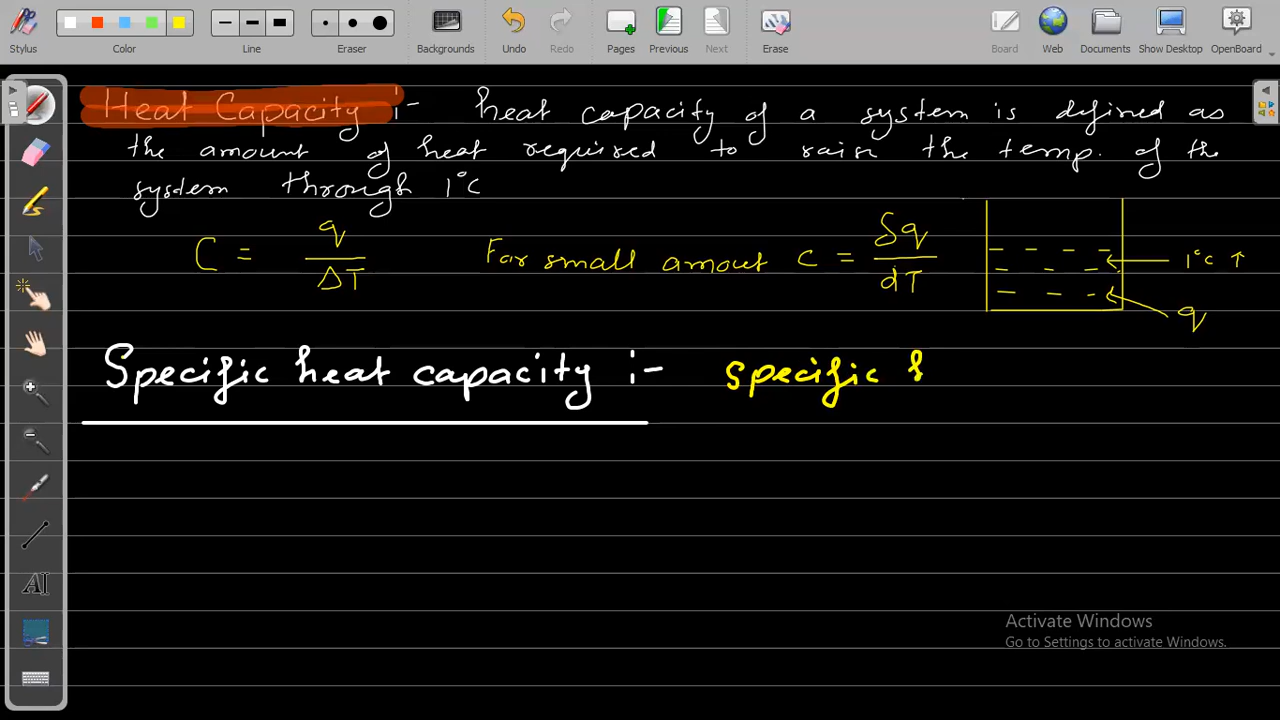 Stylus
Color
Line
Eraser
Backgrounds
Undo
Redo
Pages
Previous
Next
Erase
Board
Web
Documents
Show Desktop
OpenBoard
Heat Capacity :- heat capacity of a system is defined as
the amount of heat required to raise the temp. of the
system through 1°C
C = q / ΔT For small amount C = δq / dT
1°C ↑
q
Specific heat capacity :- specific
Activate Windows
Go to Settings to activate Windows.